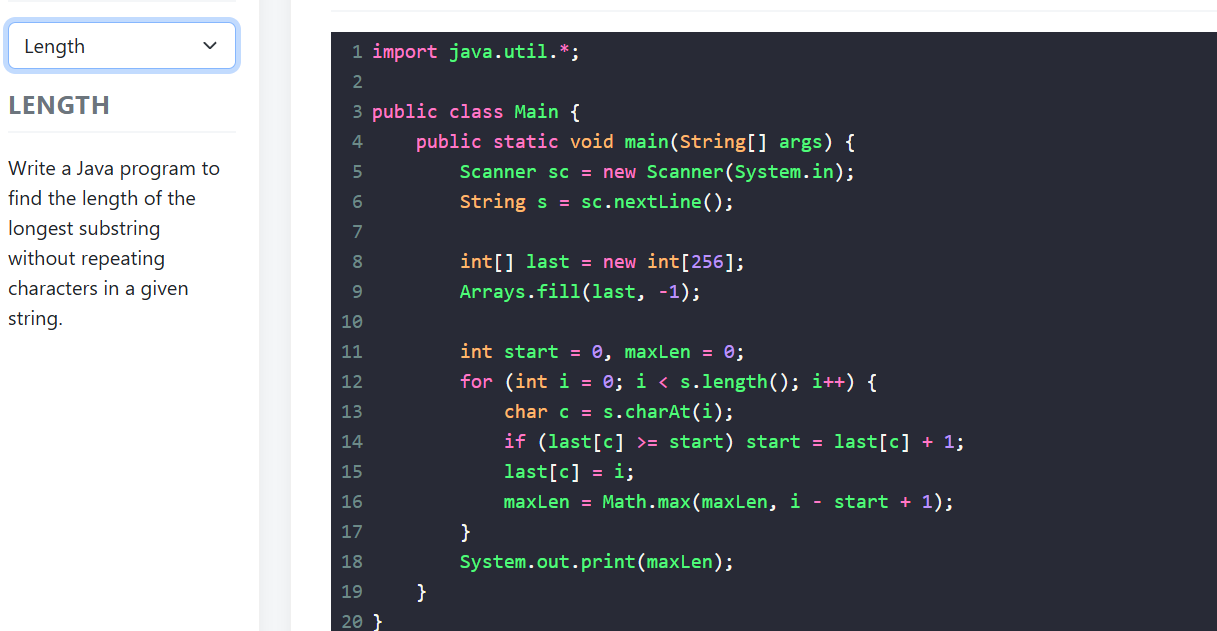 Length
LENGTH
Write a Java program to
find the length of the
longest substring
without repeating
characters in a given
string.
1 import java.util.*;
2
3 public class Main {
4     public static void main(String[] args) {
5         Scanner sc = new Scanner(System.in);
6         String s = sc.nextLine();
7
8         int[] last = new int[256];
9         Arrays.fill(last, -1);
10
11         int start = 0, maxLen = 0;
12         for (int i = 0; i < s.length(); i++) {
13             char c = s.charAt(i);
14             if (last[c] >= start) start = last[c] + 1;
15             last[c] = i;
16             maxLen = Math.max(maxLen, i - start + 1);
17         }
18         System.out.print(maxLen);
19     }
20 }